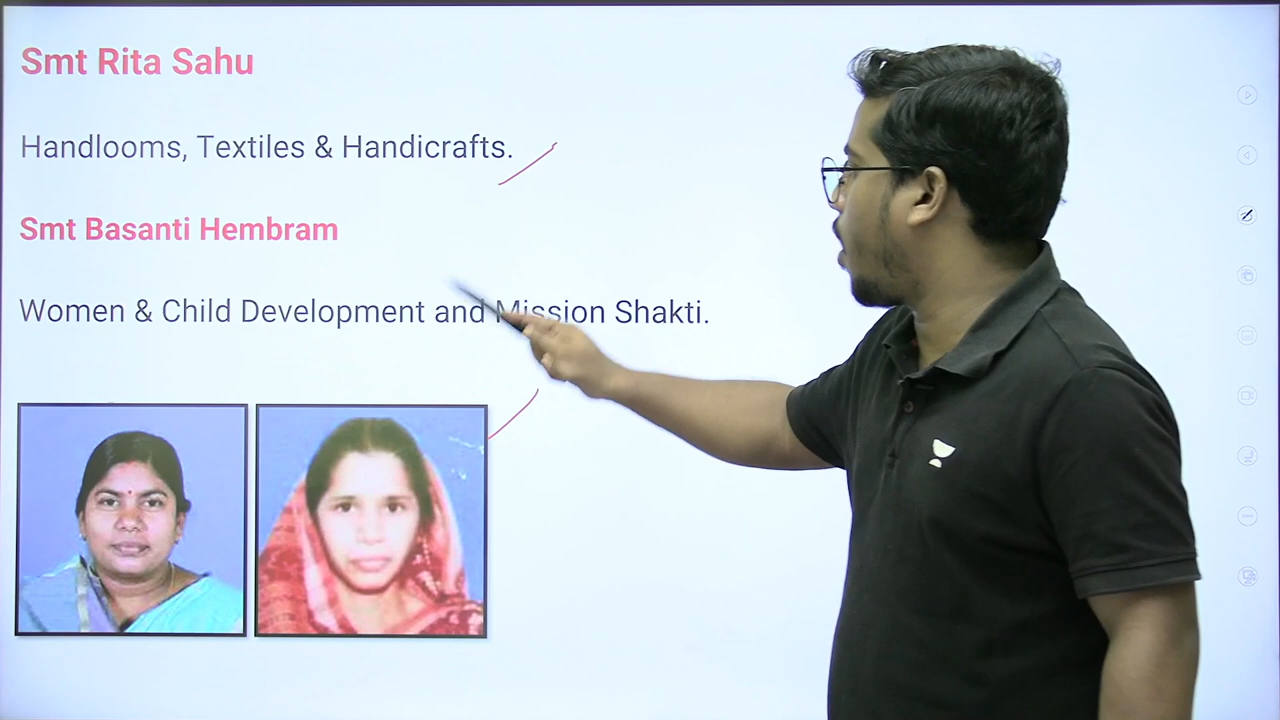 Smt Rita Sahu
Handlooms, Textiles & Handicrafts.
Smt Basanti Hembram
Women & Child Development and Mission Shakti.